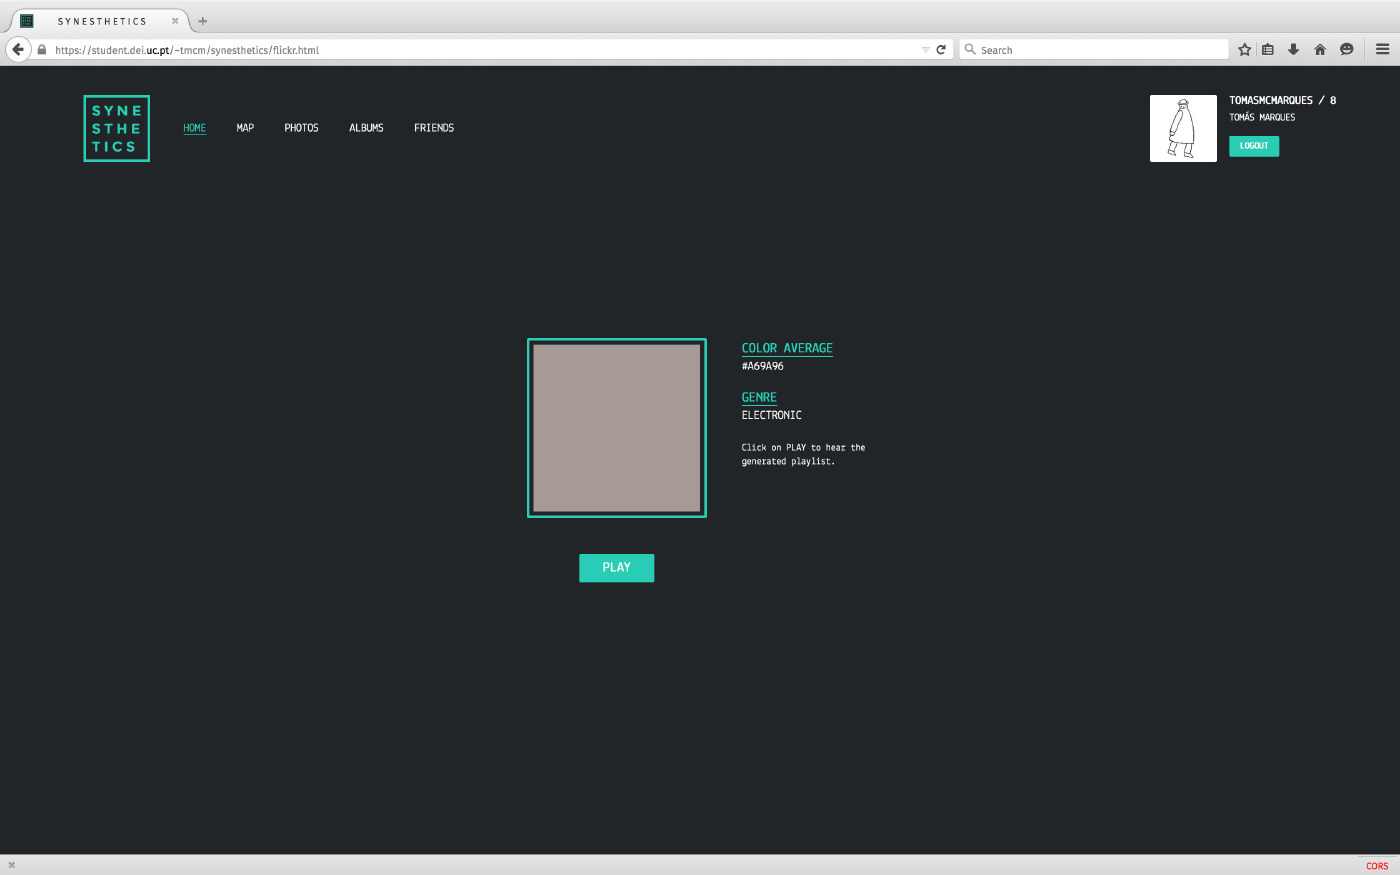 SYNESTHETICS
https://student.dei.uc.pt/~tmcm/synesthetics/flickr.html
Search
SYNE
STHE
TICS
HOME MAP PHOTOS ALBUMS FRIENDS
TOMASMCMARQUES / 8
TOMÁS MARQUES
LOGOUT
COLOR AVERAGE
#A69A96
GENRE
ELECTRONIC
Click on PLAY to hear the
generated playlist.
PLAY
CORS